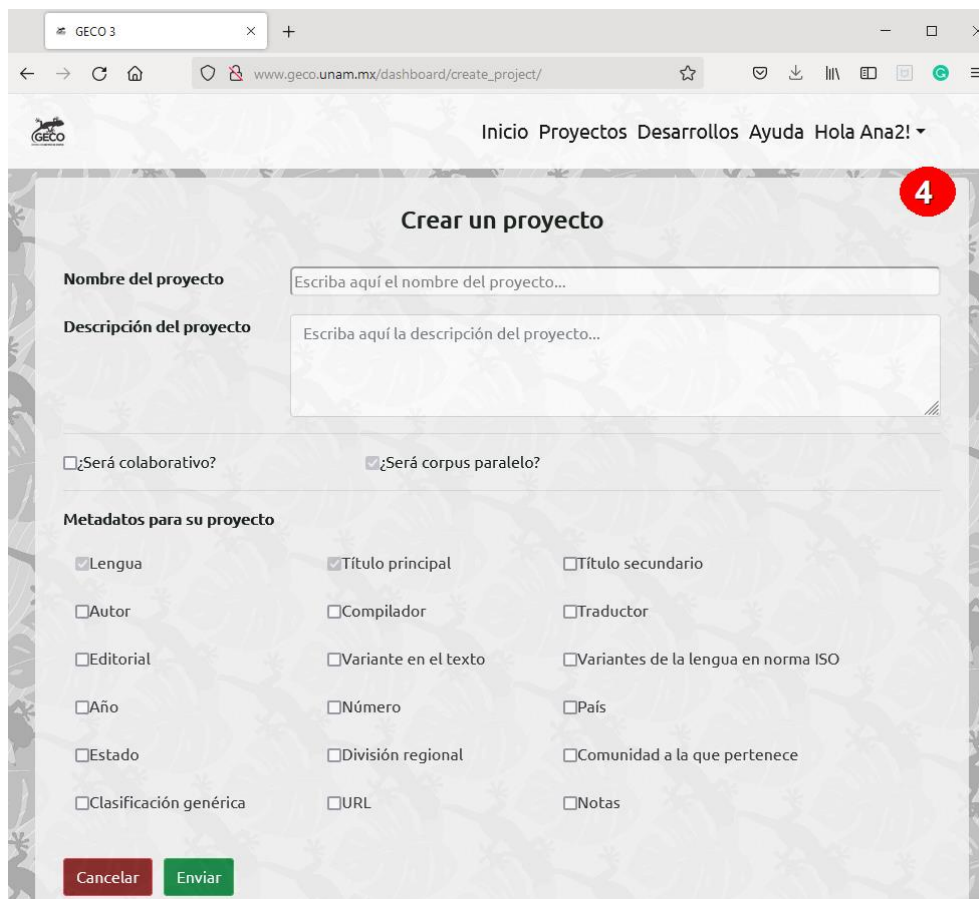 GECO 3
www.geco.unam.mx/dashboard/create_project/
GECO
Inicio Proyectos Desarrollos Ayuda Hola Ana2!
4
Crear un proyecto
Nombre del proyecto
Escriba aquí el nombre del proyecto...
Descripción del proyecto
Escriba aquí la descripción del proyecto...
¿Será colaborativo? ¿Será corpus paralelo?
Metadatos para su proyecto
Lengua Título principal Título secundario
Autor Compilador Traductor
Editorial Variante en el texto Variantes de la lengua en norma ISO
Año Número País
Estado División regional Comunidad a la que pertenece
Clasificación genérica URL Notas
Cancelar Enviar